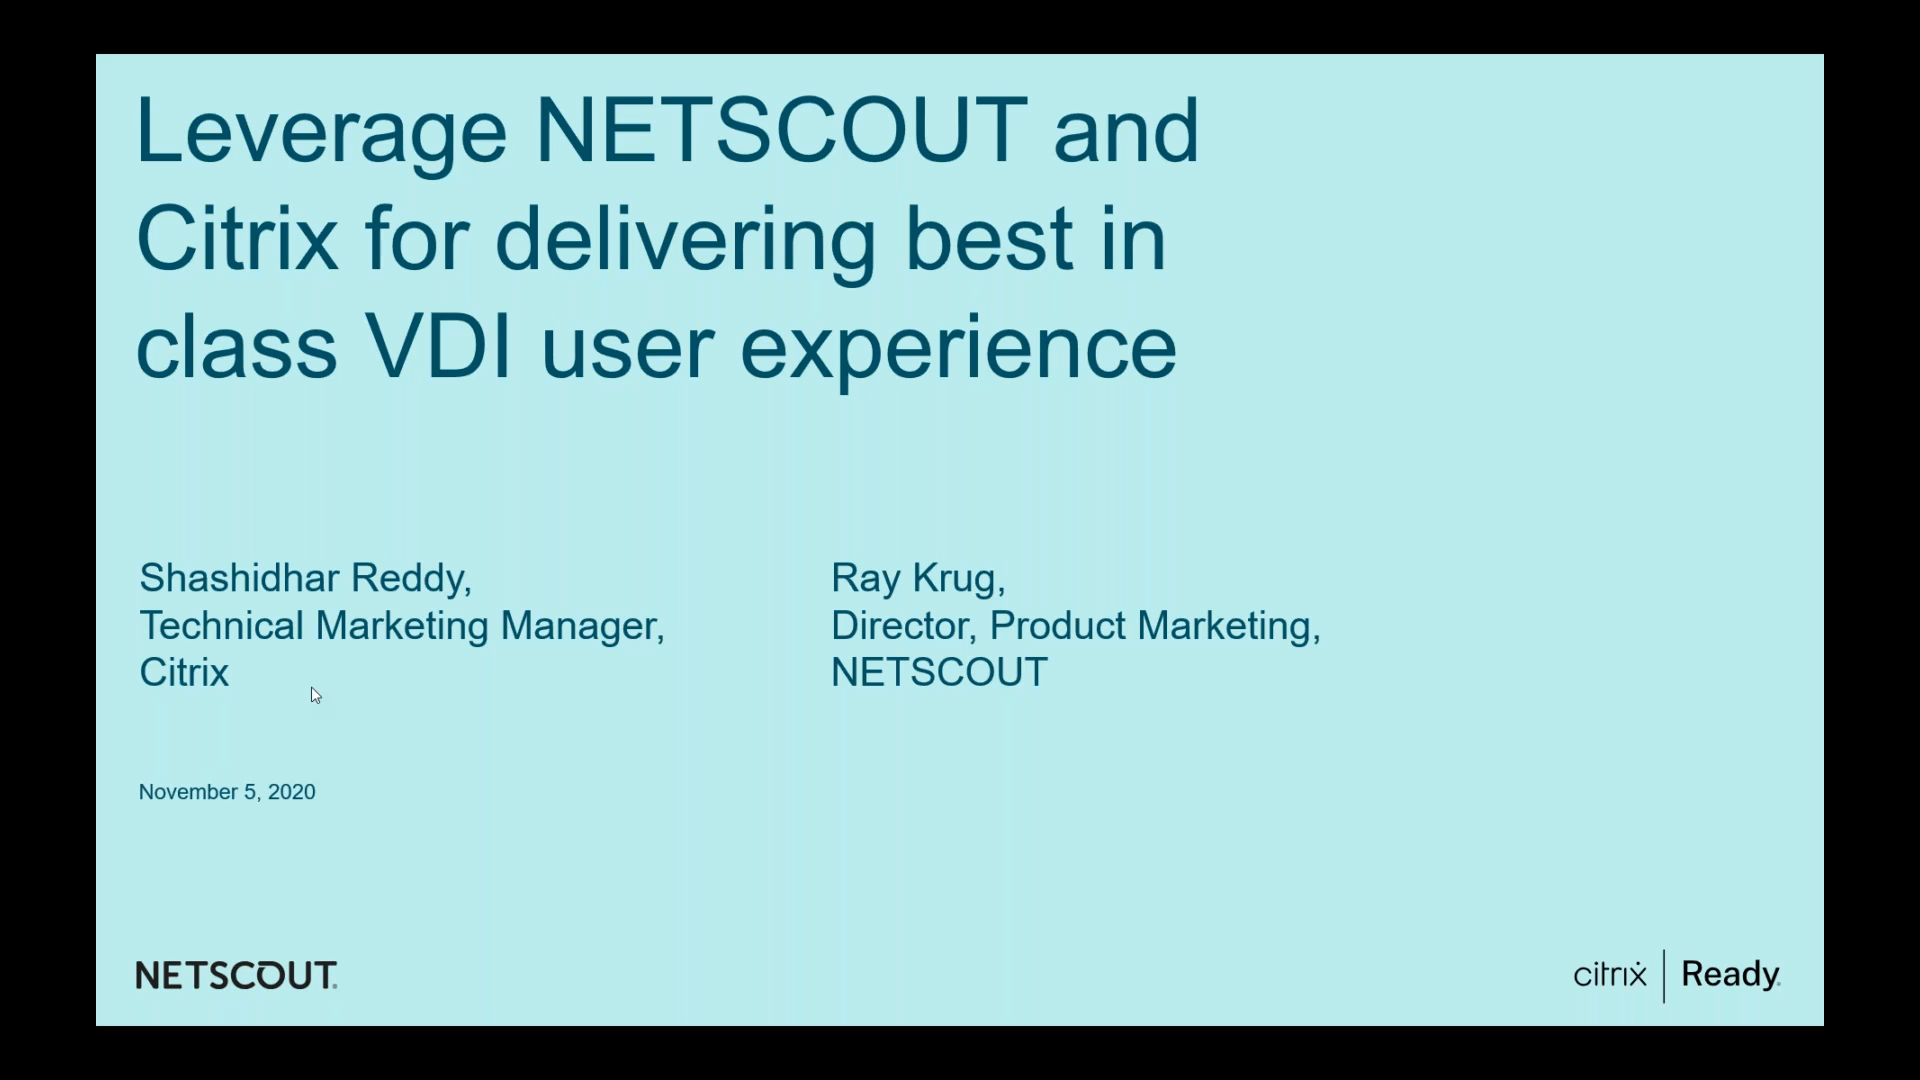 Leverage NETSCOUT and
Citrix for delivering best in
class VDI user experience
Shashidhar Reddy,
Technical Marketing Manager,
Citrix
Ray Krug,
Director, Product Marketing,
NETSCOUT
November 5, 2020
NETSCOUT.
citrix | Ready